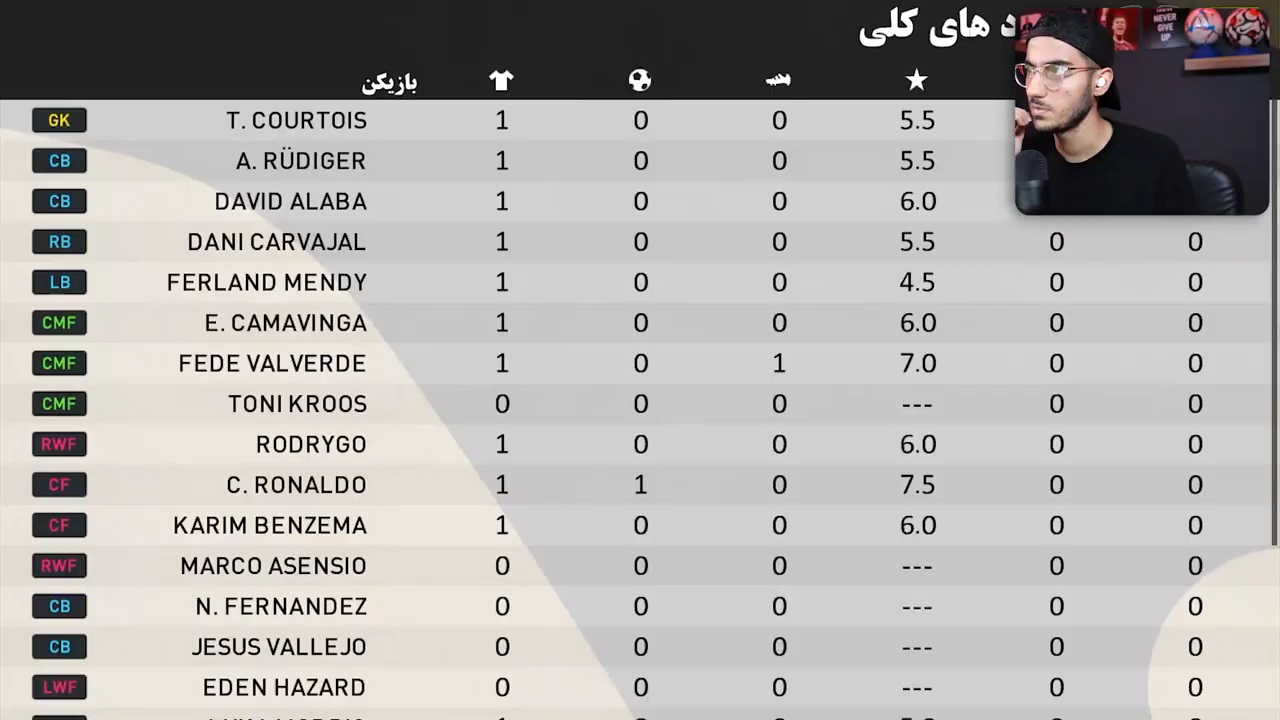 د های کلی
NEVER
GIVE
UP
بازیکن
GK T. COURTOIS 1 0 0 5.5
CB A. RÜDIGER 1 0 0 5.5
CB DAVID ALABA 1 0 0 6.0
RB DANI CARVAJAL 1 0 0 5.5 0 0
LB FERLAND MENDY 1 0 0 4.5 0 0
CMF E. CAMAVINGA 1 0 0 6.0 0 0
CMF FEDE VALVERDE 1 0 1 7.0 0 0
CMF TONI KROOS 0 0 0 --- 0 0
RWF RODRYGO 1 0 0 6.0 0 0
CF C. RONALDO 1 1 0 7.5 0 0
CF KARIM BENZEMA 1 0 0 6.0 0 0
RWF MARCO ASENSIO 0 0 0 --- 0 0
CB N. FERNANDEZ 0 0 0 --- 0 0
CB JESUS VALLEJO 0 0 0 --- 0 0
LWF EDEN HAZARD 0 0 0 --- 0 0